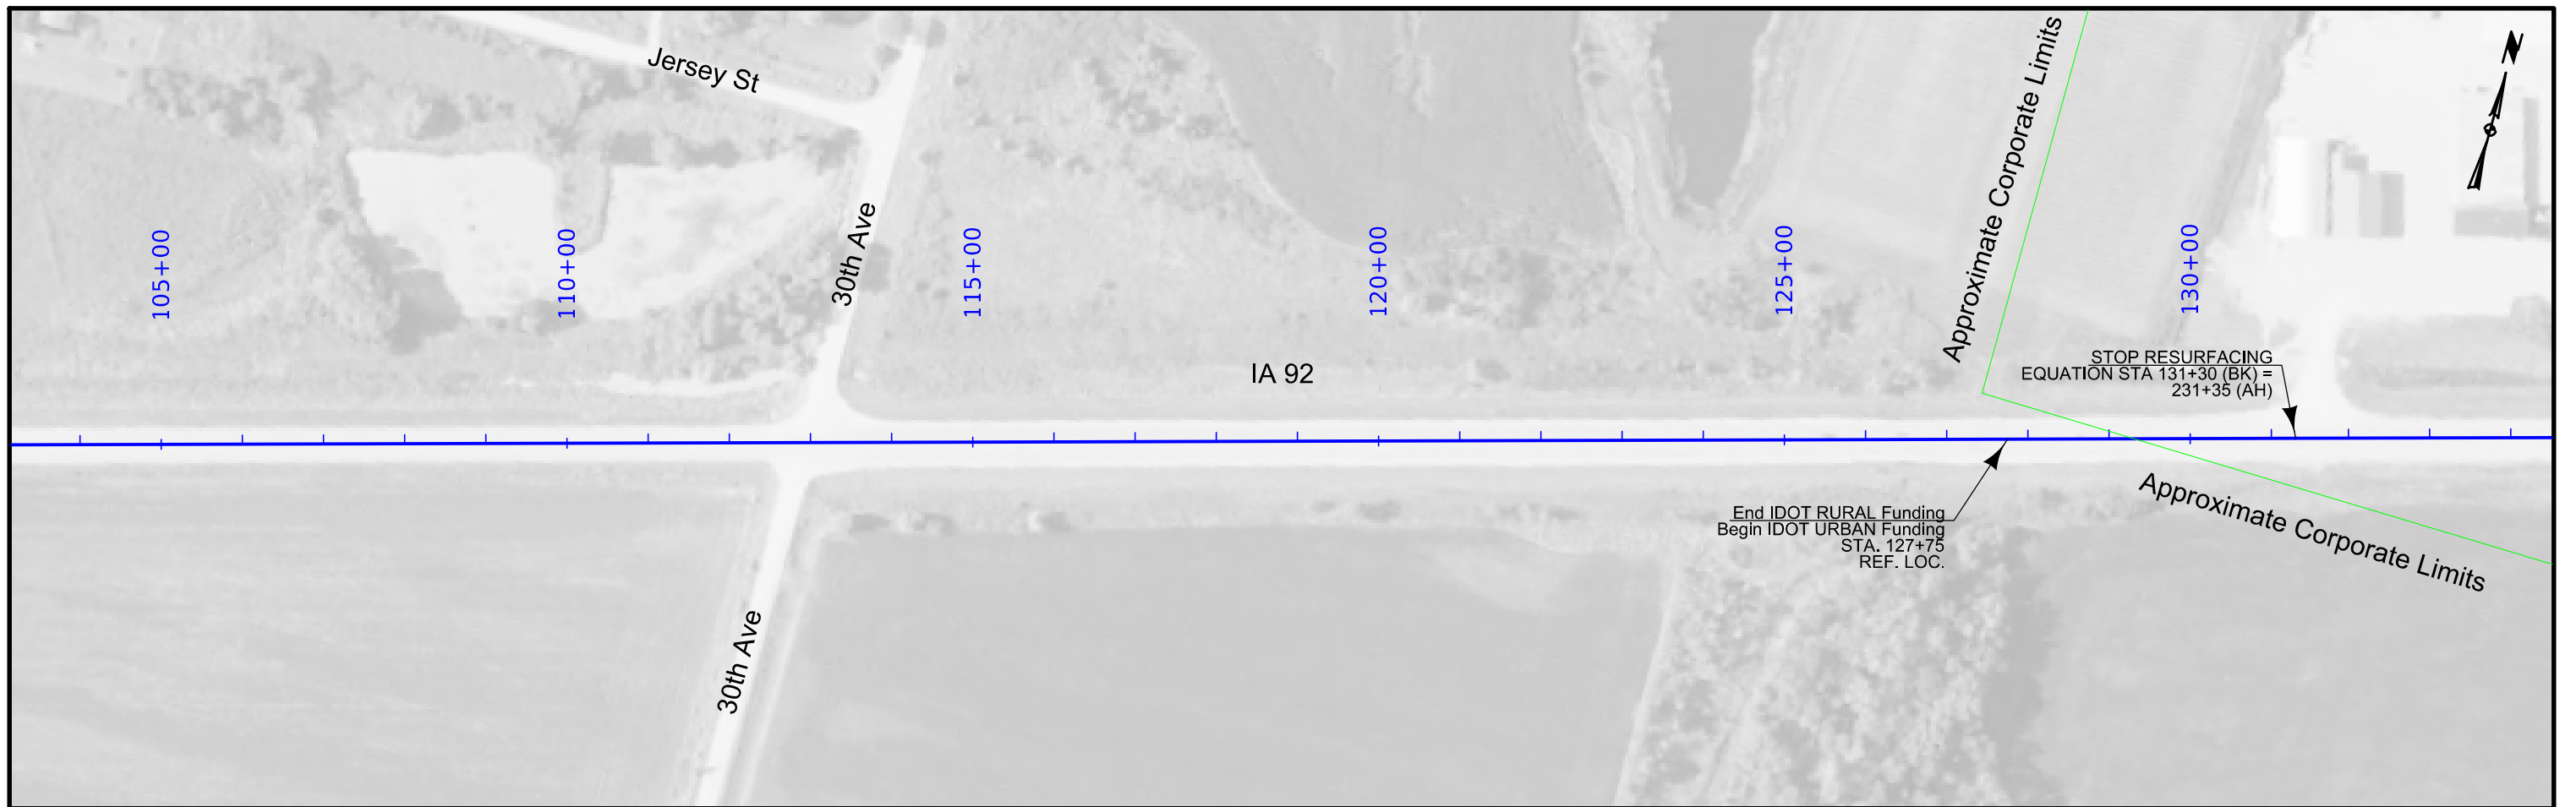 Jersey St
30th Ave
Approximate Corporate Limits
N
105+00
110+00
115+00
120+00
125+00
130+00
IA 92
STOP RESURFACING
EQUATION STA 131+30 (BK) =
231+35 (AH)
End IDOT RURAL Funding
Begin IDOT URBAN Funding
STA. 127+75
REF. LOC.
Approximate Corporate Limits
30th Ave